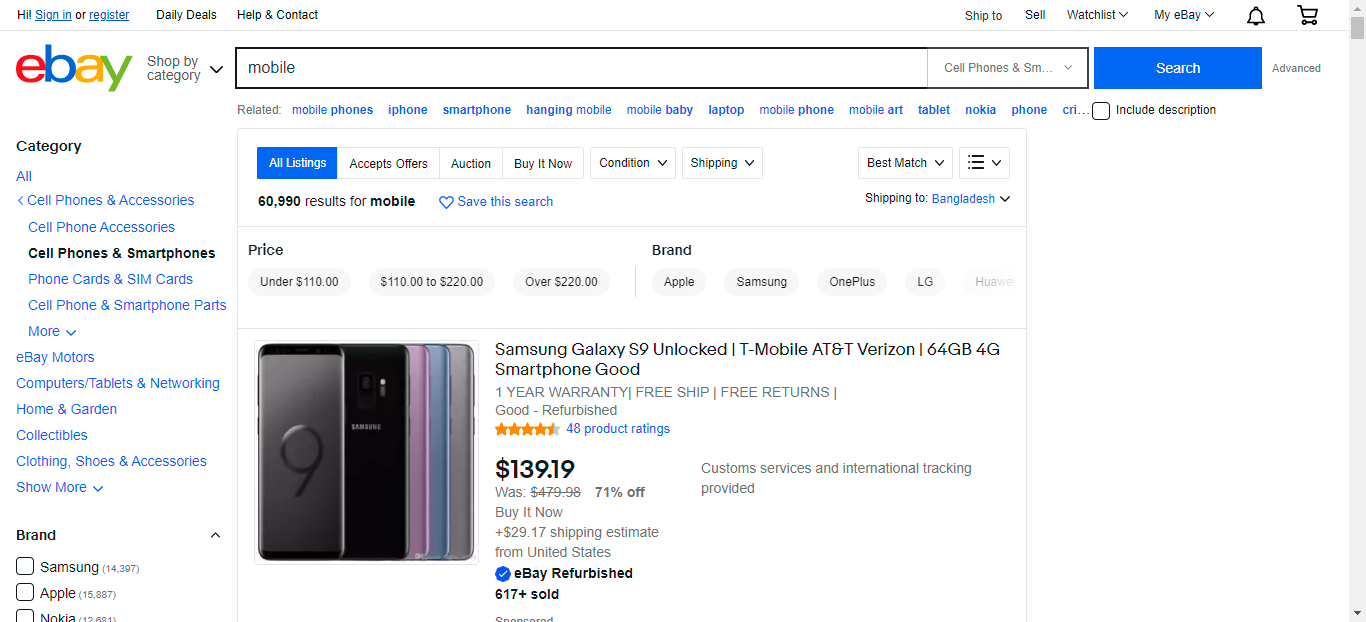 Hi! Sign in or register Daily Deals Help & Contact Ship to Sell Watchlist My eBay
ebay Shop by category mobile Cell Phones & Sm... Search Advanced
Related: mobile phones iphone smartphone hanging mobile mobile baby laptop mobile phone mobile art tablet nokia phone cri... Include description
Category
All
Cell Phones & Accessories
Cell Phone Accessories
Cell Phones & Smartphones
Phone Cards & SIM Cards
Cell Phone & Smartphone Parts
More
eBay Motors
Computers/Tablets & Networking
Home & Garden
Collectibles
Clothing, Shoes & Accessories
Show More
Brand
Samsung (14,397)
Apple (15,887)
Nokia (12,681)
All Listings Accepts Offers Auction Buy It Now Condition Shipping Best Match
60,990 results for mobile Save this search Shipping to: Bangladesh
Price
Under $110.00 $110.00 to $220.00 Over $220.00
Brand
Apple Samsung OnePlus LG Huawei
SAMSUNG
9
Samsung Galaxy S9 Unlocked | T-Mobile AT&T Verizon | 64GB 4G
Smartphone Good
1 YEAR WARRANTY| FREE SHIP | FREE RETURNS |
Good - Refurbished
48 product ratings
$139.19
Was: $479.98 71% off
Buy It Now
+$29.17 shipping estimate
from United States
eBay Refurbished
617+ sold
Sponsored
Customs services and international tracking
provided